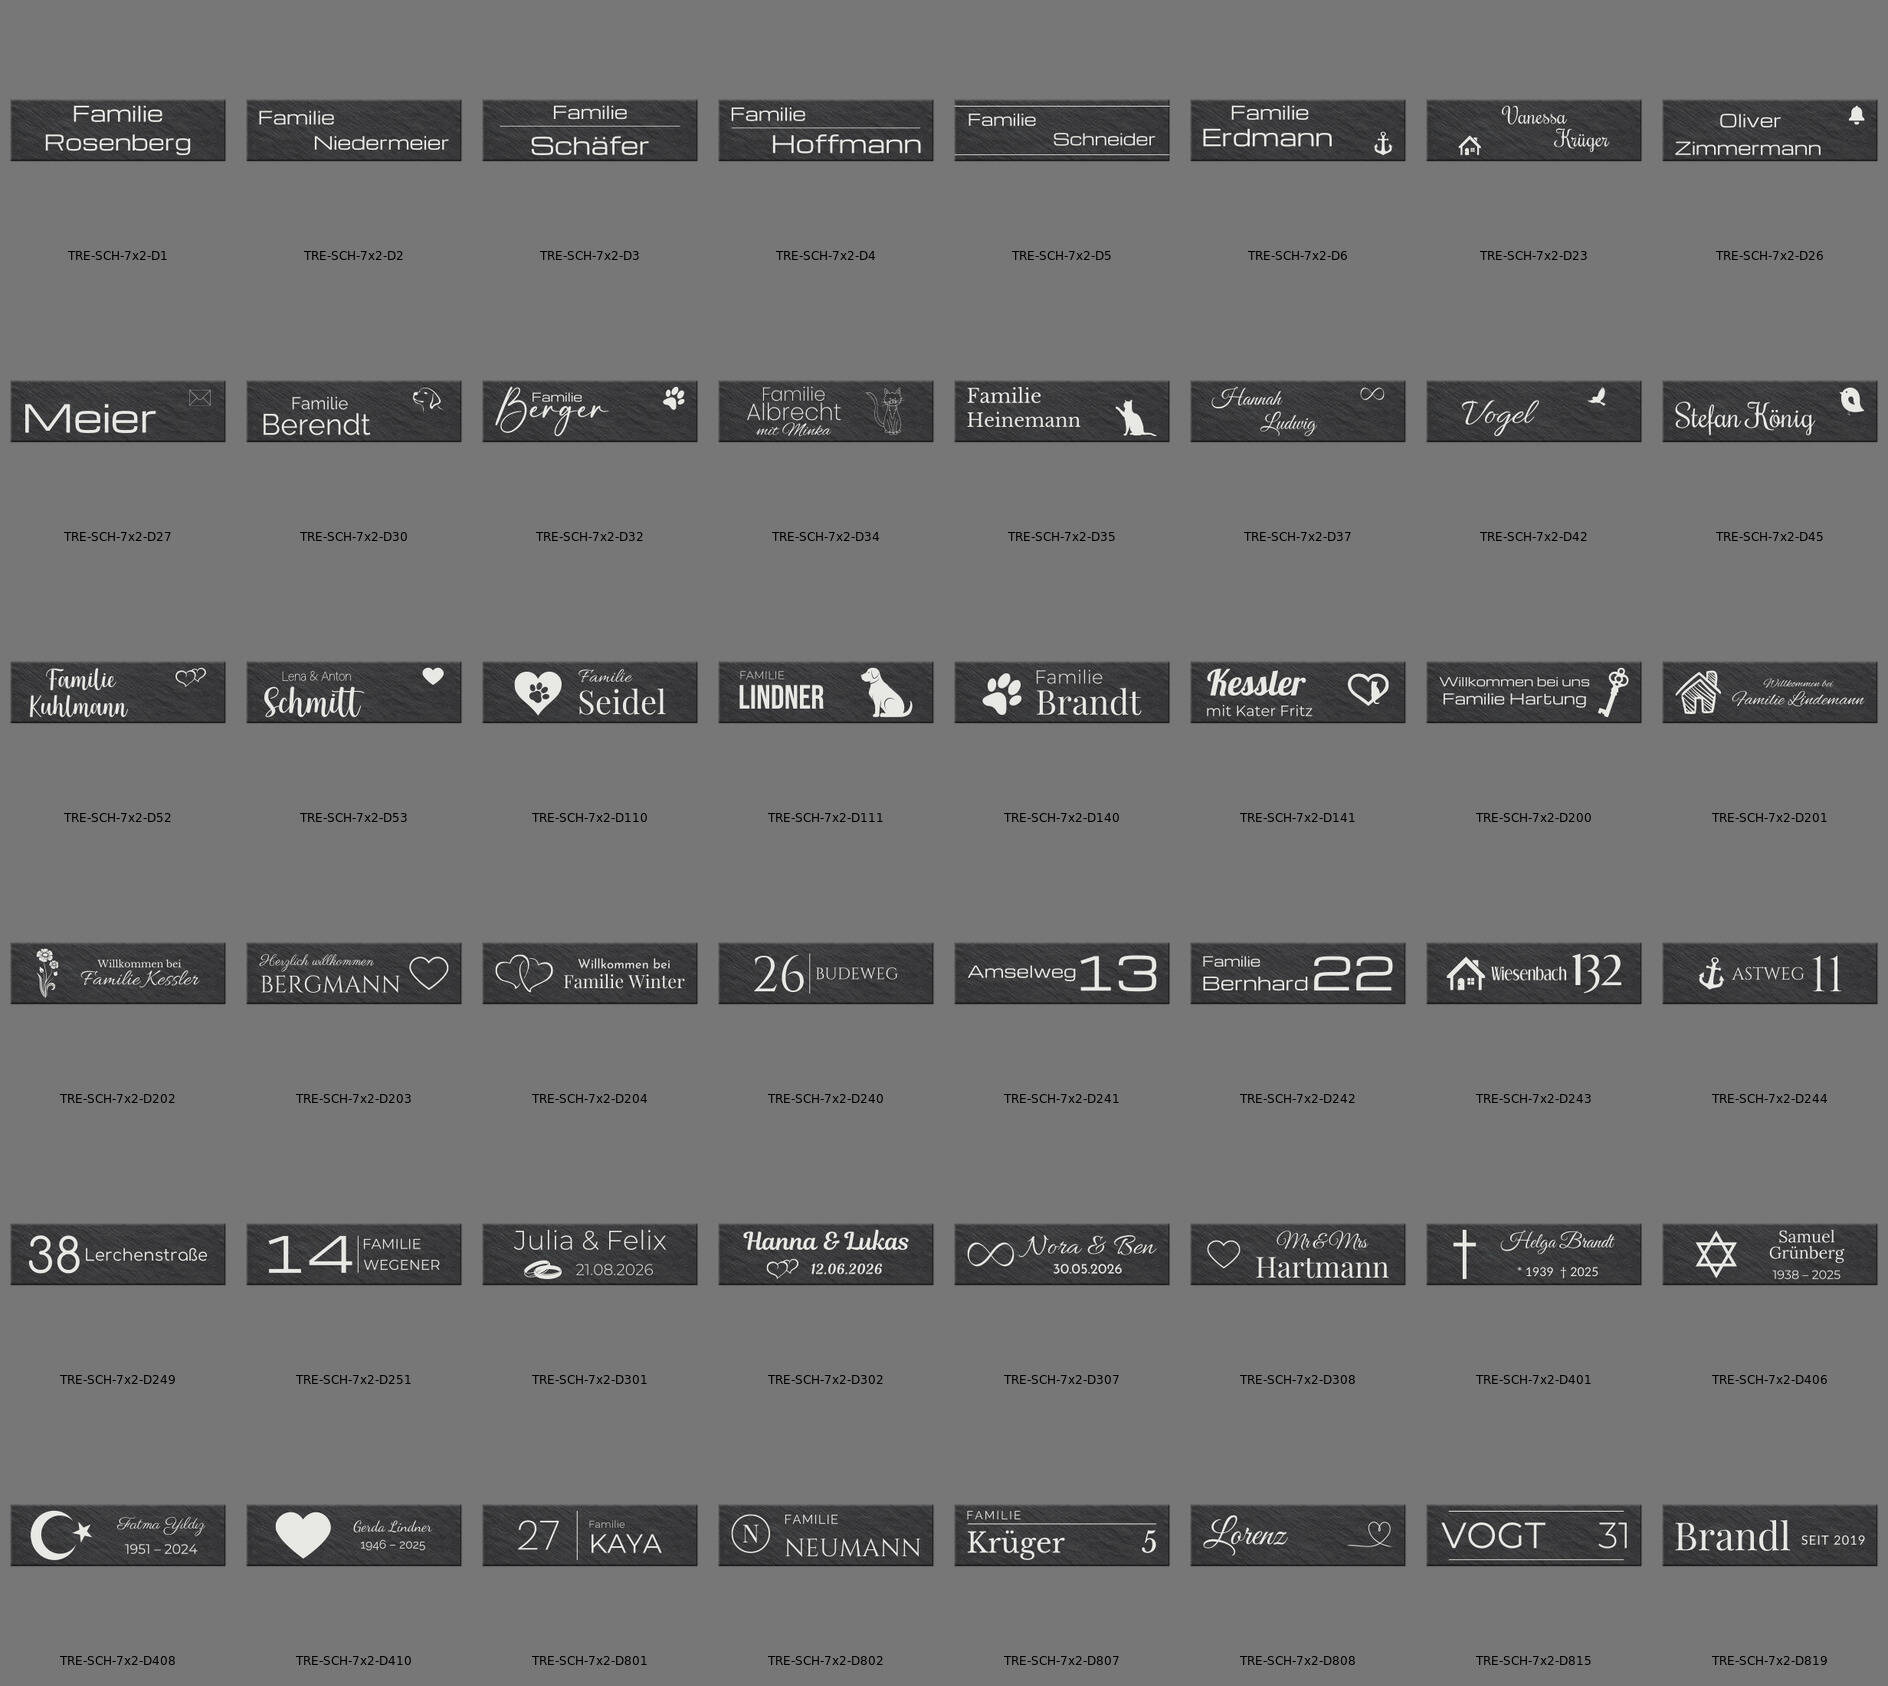 Familie
Rosenberg
Familie
Niedermeier
Familie
Schäfer
Familie
Hoffmann
Familie
Schneider
Familie
Erdmann
Vanessa
Krüger
Oliver
Zimmermann
TRE-SCH-7x2-D1
TRE-SCH-7x2-D2
TRE-SCH-7x2-D3
TRE-SCH-7x2-D4
TRE-SCH-7x2-D5
TRE-SCH-7x2-D6
TRE-SCH-7x2-D23
TRE-SCH-7x2-D26
Meier
Familie
Berendt
Familie
Berger
Familie
Albrecht
mit Minka
Familie
Heinemann
Hannah
Ludwig
Vogel
Stefan König
TRE-SCH-7x2-D27
TRE-SCH-7x2-D30
TRE-SCH-7x2-D32
TRE-SCH-7x2-D34
TRE-SCH-7x2-D35
TRE-SCH-7x2-D37
TRE-SCH-7x2-D42
TRE-SCH-7x2-D45
Familie
Kuhlmann
Lena & Anton
Schmitt
Familie
Seidel
FAMILIE
LINDNER
Familie
Brandt
Kessler
mit Kater Fritz
Willkommen bei uns
Familie Hartung
Willkommen bei
Familie Lindemann
TRE-SCH-7x2-D52
TRE-SCH-7x2-D53
TRE-SCH-7x2-D110
TRE-SCH-7x2-D111
TRE-SCH-7x2-D140
TRE-SCH-7x2-D141
TRE-SCH-7x2-D200
TRE-SCH-7x2-D201
Willkommen bei
Familie Kessler
Herzlich willkommen
BERGMANN
Willkommen bei
Familie Winter
26 BUDEWEG
Amselweg 13
Familie
Bernhard 22
Wiesenbach 132
ASTWEG 11
TRE-SCH-7x2-D202
TRE-SCH-7x2-D203
TRE-SCH-7x2-D204
TRE-SCH-7x2-D240
TRE-SCH-7x2-D241
TRE-SCH-7x2-D242
TRE-SCH-7x2-D243
TRE-SCH-7x2-D244
38 Lerchenstraße
14 FAMILIE
WEGENER
Julia & Felix
21.08.2026
Hanna & Lukas
12.06.2026
Nora & Ben
30.05.2026
Mr & Mrs
Hartmann
Helga Brandt
* 1939 † 2025
Samuel
Grünberg
1938 – 2025
TRE-SCH-7x2-D249
TRE-SCH-7x2-D251
TRE-SCH-7x2-D301
TRE-SCH-7x2-D302
TRE-SCH-7x2-D307
TRE-SCH-7x2-D308
TRE-SCH-7x2-D401
TRE-SCH-7x2-D406
Fatma Yıldız
1951 – 2024
Gerda Lindner
1946 – 2025
27 Familie
KAYA
N FAMILIE
NEUMANN
FAMILIE
Krüger 5
Lorenz
VOGT 31
Brandl SEIT 2019
TRE-SCH-7x2-D408
TRE-SCH-7x2-D410
TRE-SCH-7x2-D801
TRE-SCH-7x2-D802
TRE-SCH-7x2-D807
TRE-SCH-7x2-D808
TRE-SCH-7x2-D815
TRE-SCH-7x2-D819